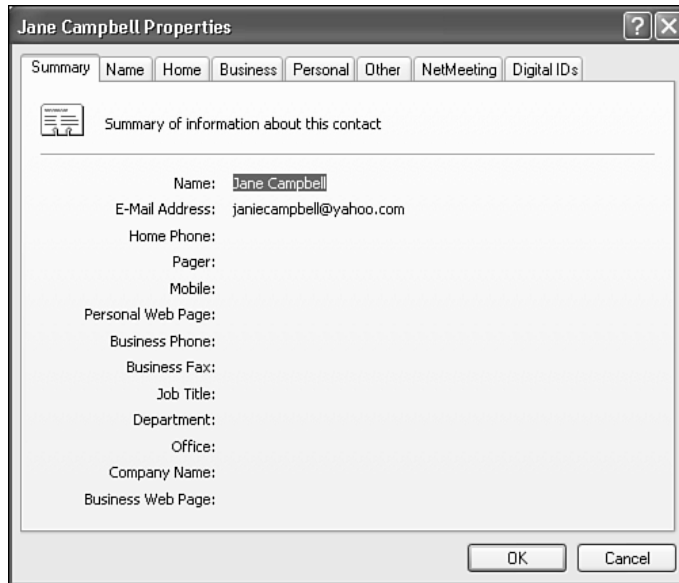 Jane Campbell Properties
Summary Name Home Business Personal Other NetMeeting Digital IDs
Summary of information about this contact
Name: Jane Campbell
E-Mail Address: janiecampbell@yahoo.com
Home Phone:
Pager:
Mobile:
Personal Web Page:
Business Phone:
Business Fax:
Job Title:
Department:
Office:
Company Name:
Business Web Page:
OK Cancel